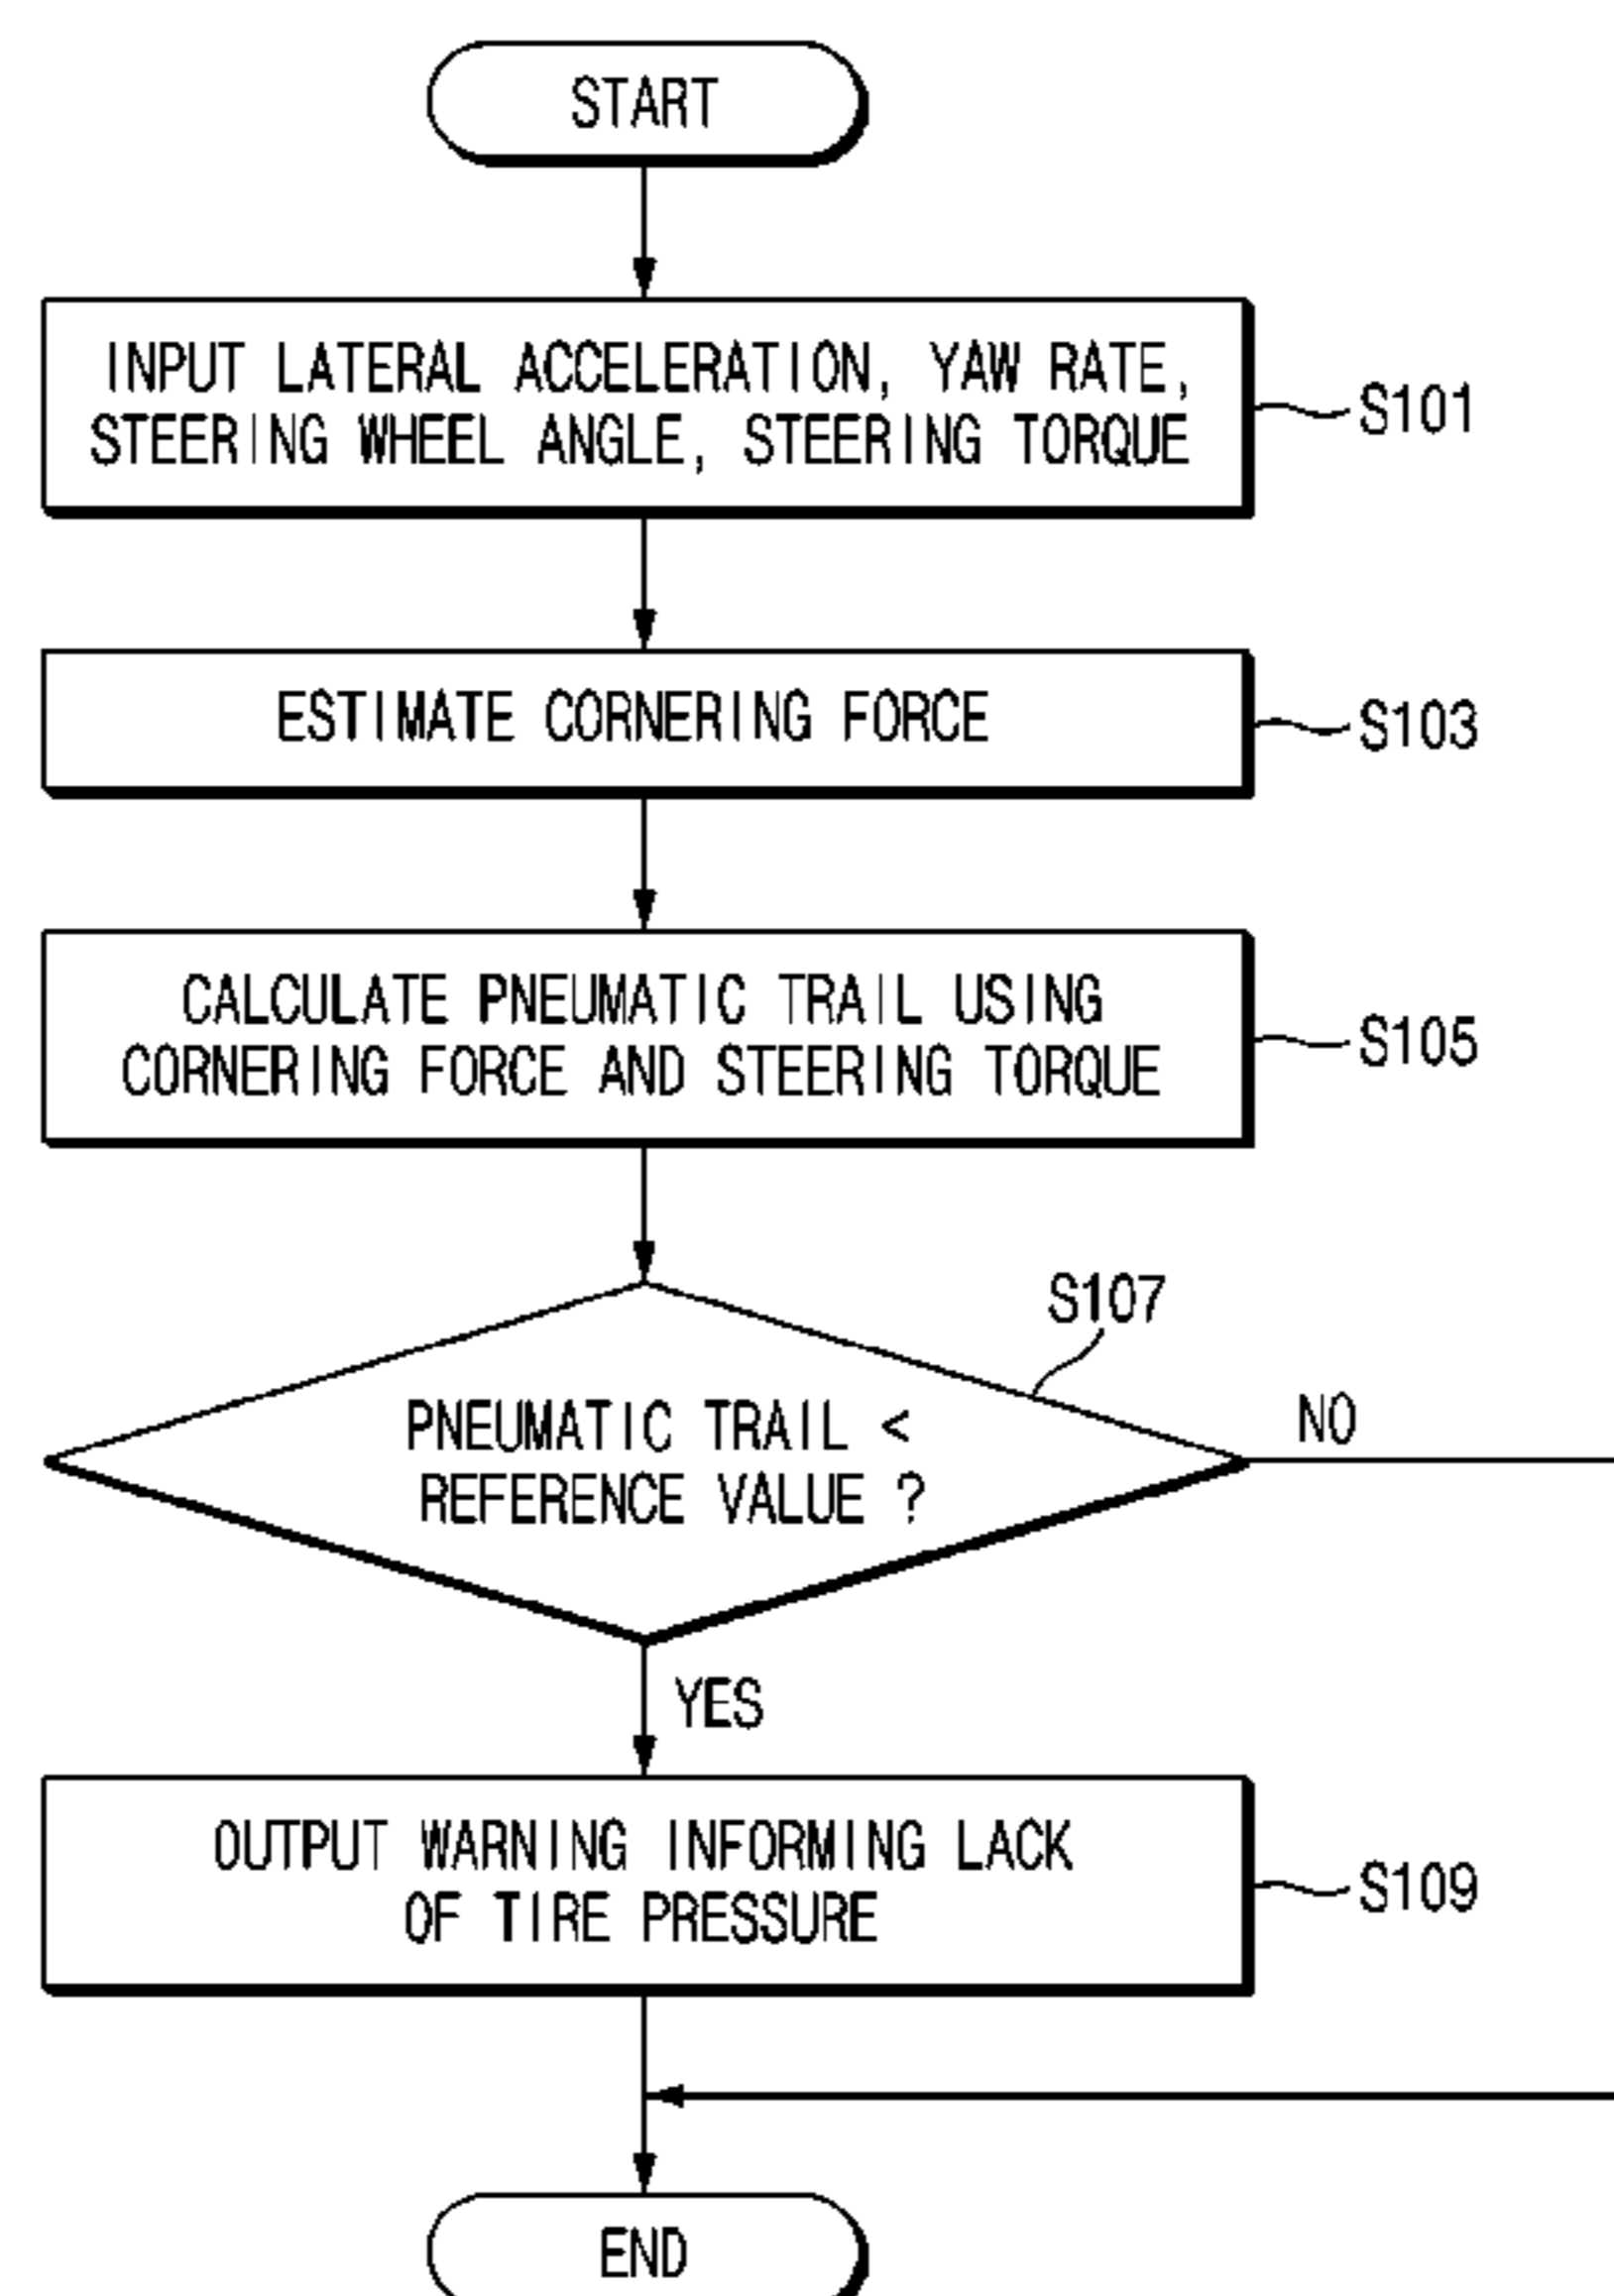 START
INPUT LATERAL ACCELERATION, YAW RATE,
STEERING WHEEL ANGLE, STEERING TORQUE
S101
ESTIMATE CORNERING FORCE
S103
CALCULATE PNEUMATIC TRAIL USING
CORNERING FORCE AND STEERING TORQUE
S105
S107
PNEUMATIC TRAIL <
REFERENCE VALUE ?
NO
YES
OUTPUT WARNING INFORMING LACK
OF TIRE PRESSURE
S109
END